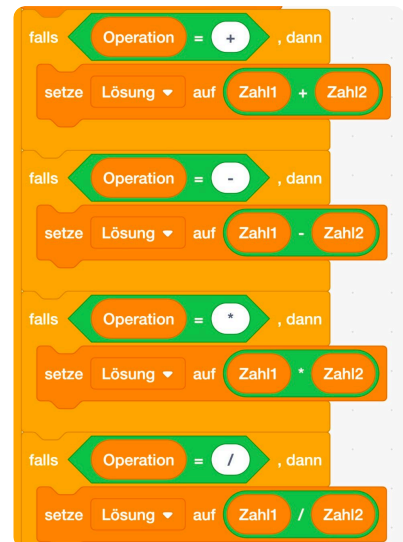 falls Operation = + , dann
setze Lösung auf Zahl1 + Zahl2
falls Operation = - , dann
setze Lösung auf Zahl1 - Zahl2
falls Operation = * , dann
setze Lösung auf Zahl1 * Zahl2
falls Operation = / , dann
setze Lösung auf Zahl1 / Zahl2